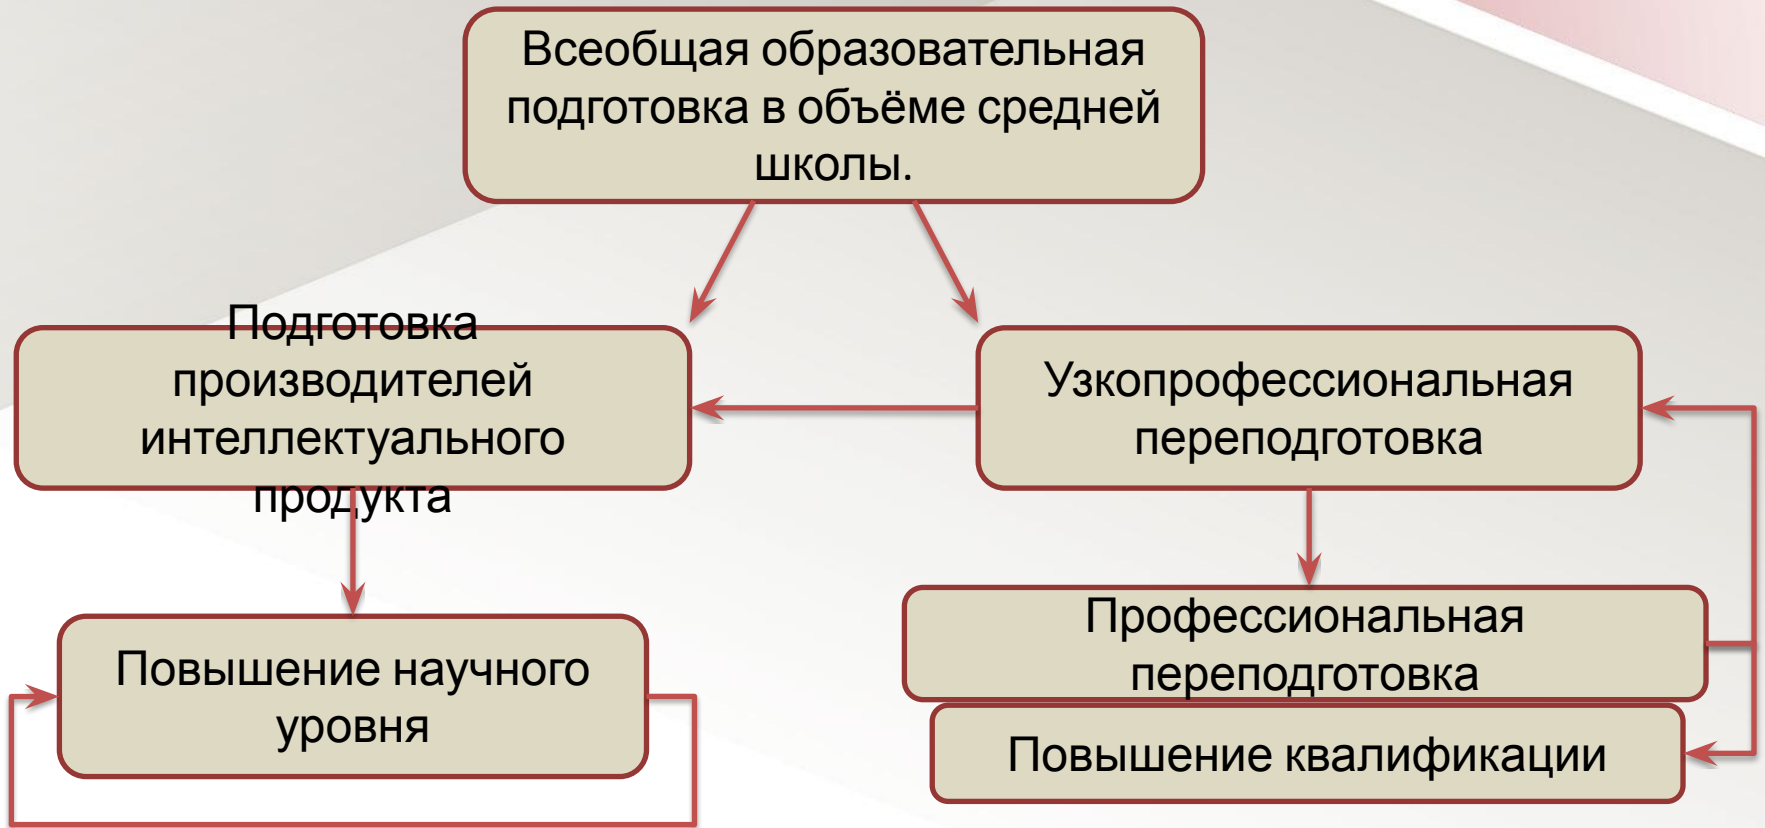 Всеобщая образовательная
подготовка в объёме средней
школы.
Подготовка
производителей
интеллектуального
продукта
Узкопрофессиональная
переподготовка
Повышение научного
уровня
Профессиональная
переподготовка
Повышение квалификации